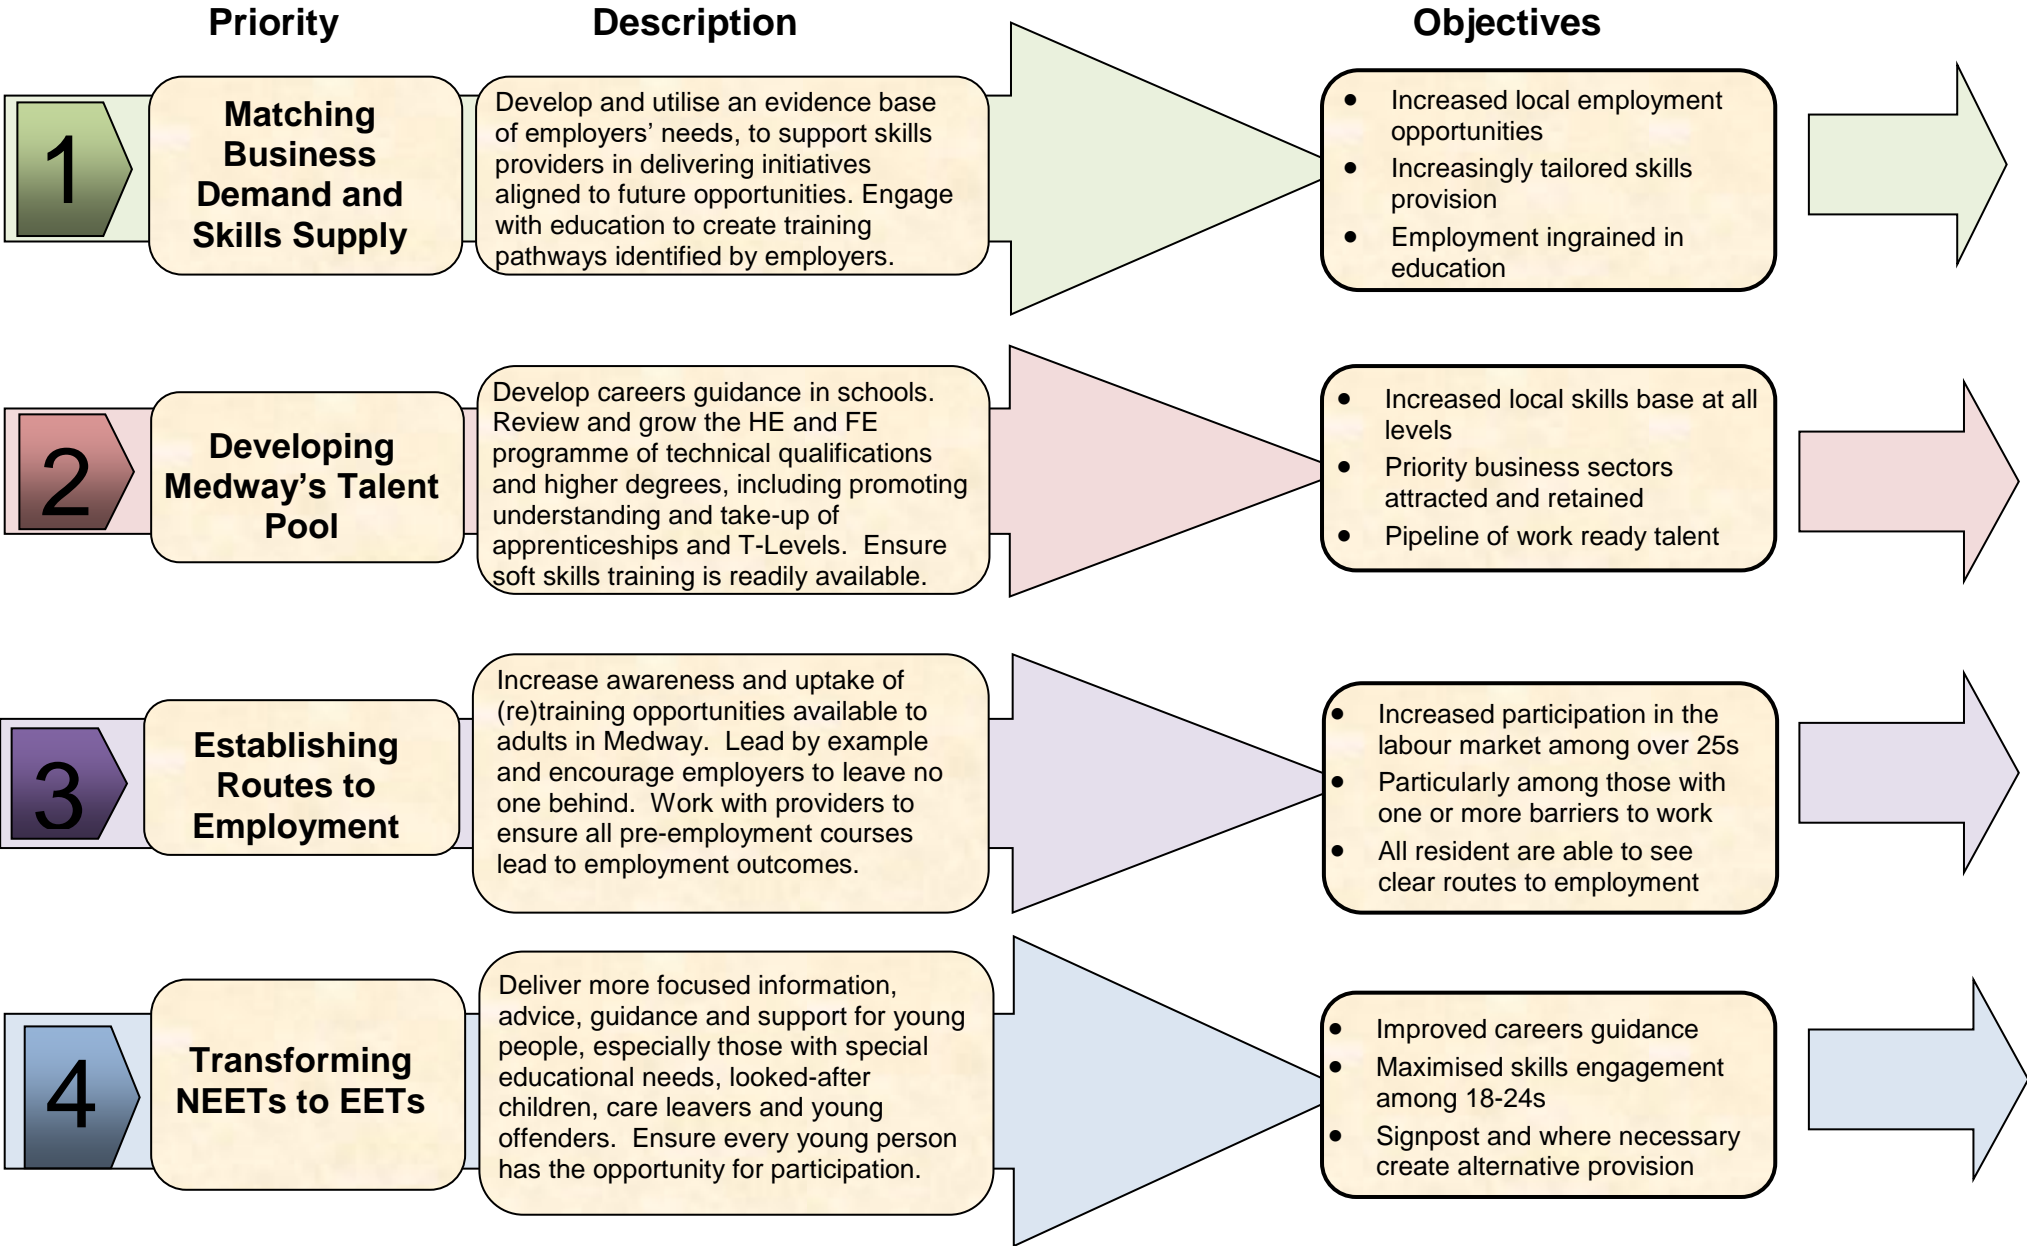 Priority
Description
Objectives
1
Matching
Business
Demand and
Skills Supply
Develop and utilise an evidence base
of employers’ needs, to support skills
providers in delivering initiatives
aligned to future opportunities. Engage
with education to create training
pathways identified by employers.
• Increased local employment
opportunities
• Increasingly tailored skills
provision
• Employment ingrained in
education
2
Developing
Medway’s Talent
Pool
Develop careers guidance in schools.
Review and grow the HE and FE
programme of technical qualifications
and higher degrees, including promoting
understanding and take-up of
apprenticeships and T-Levels.  Ensure
soft skills training is readily available.
• Increased local skills base at all
levels
• Priority business sectors
attracted and retained
• Pipeline of work ready talent
3
Establishing
Routes to
Employment
Increase awareness and uptake of
(re)training opportunities available to
adults in Medway.  Lead by example
and encourage employers to leave no
one behind.  Work with providers to
ensure all pre-employment courses
lead to employment outcomes.
• Increased participation in the
labour market among over 25s
• Particularly among those with
one or more barriers to work
• All resident are able to see
clear routes to employment
4
Transforming
NEETs to EETs
Deliver more focused information,
advice, guidance and support for young
people, especially those with special
educational needs, looked-after
children, care leavers and young
offenders.  Ensure every young person
has the opportunity for participation.
• Improved careers guidance
• Maximised skills engagement
among 18-24s
• Signpost and where necessary
create alternative provision